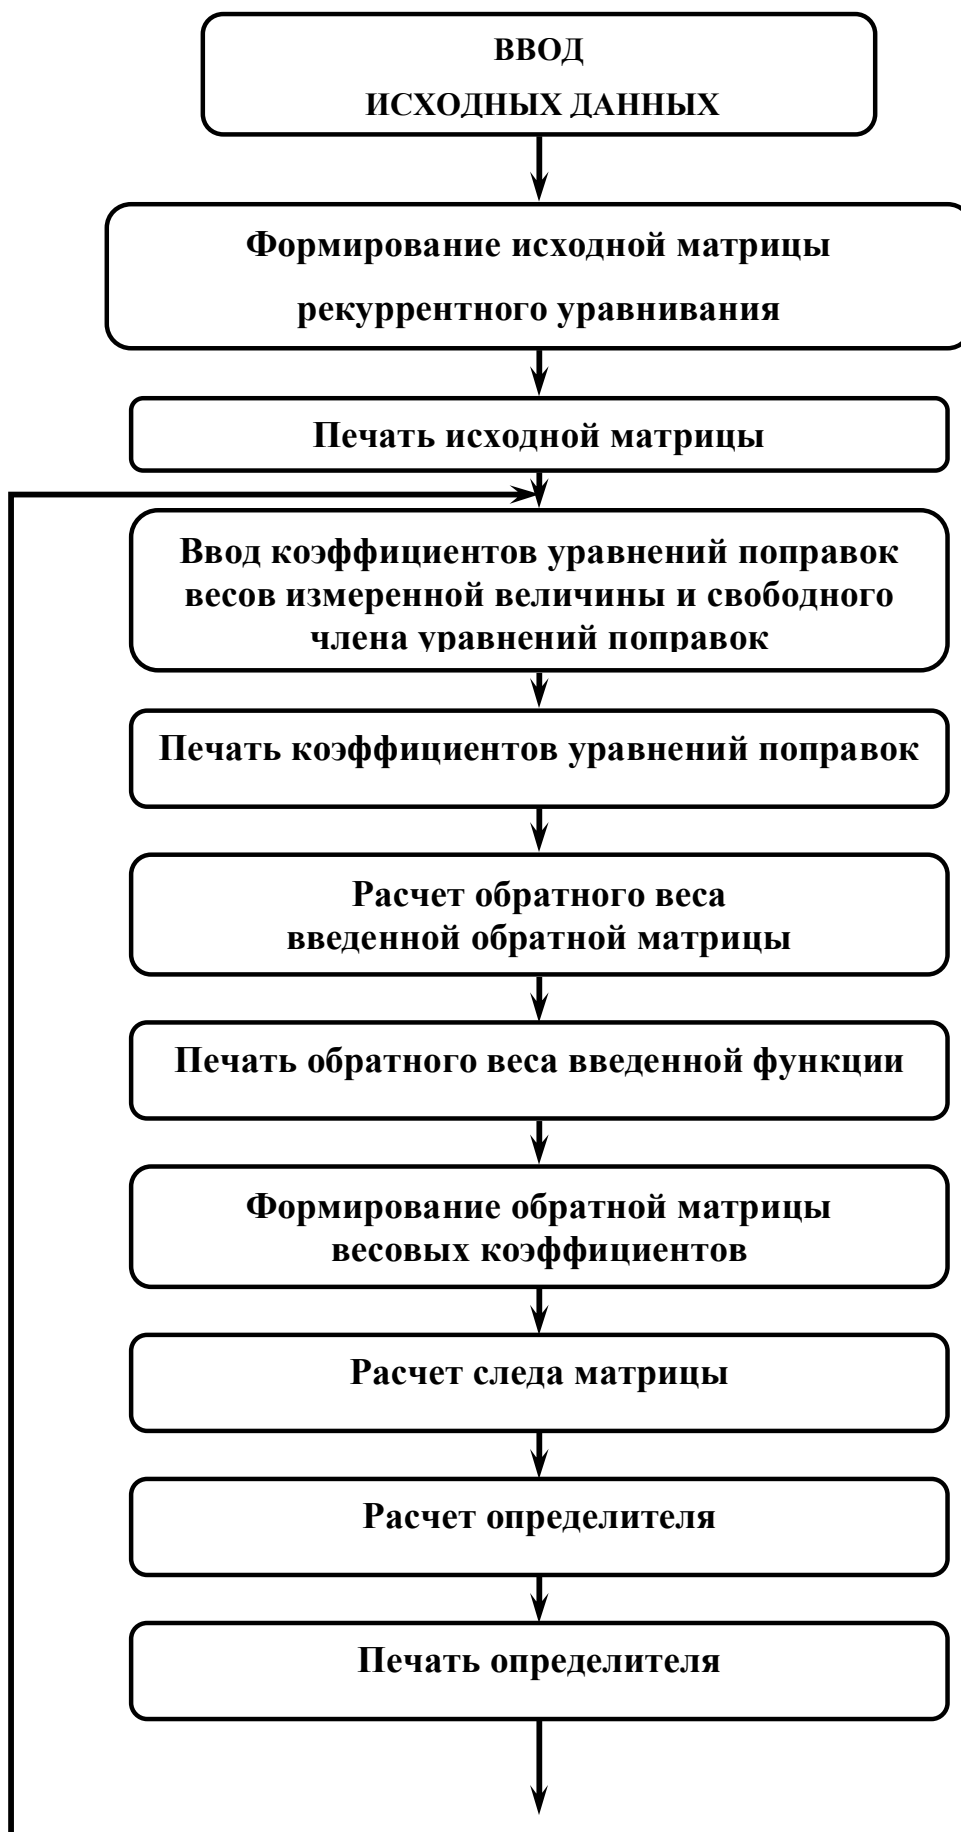 ВВОД
ИСХОДНЫХ ДАННЫХ
Формирование исходной матрицы
рекуррентного уравнивания
Печать исходной матрицы
Ввод коэффициентов уравнений поправок
весов измеренной величины и свободного
члена уравнений поправок
Печать коэффициентов уравнений поправок
Расчет обратного веса
введенной обратной матрицы
Печать обратного веса введенной функции
Формирование обратной матрицы
весовых коэффициентов
Расчет следа матрицы
Расчет определителя
Печать определителя